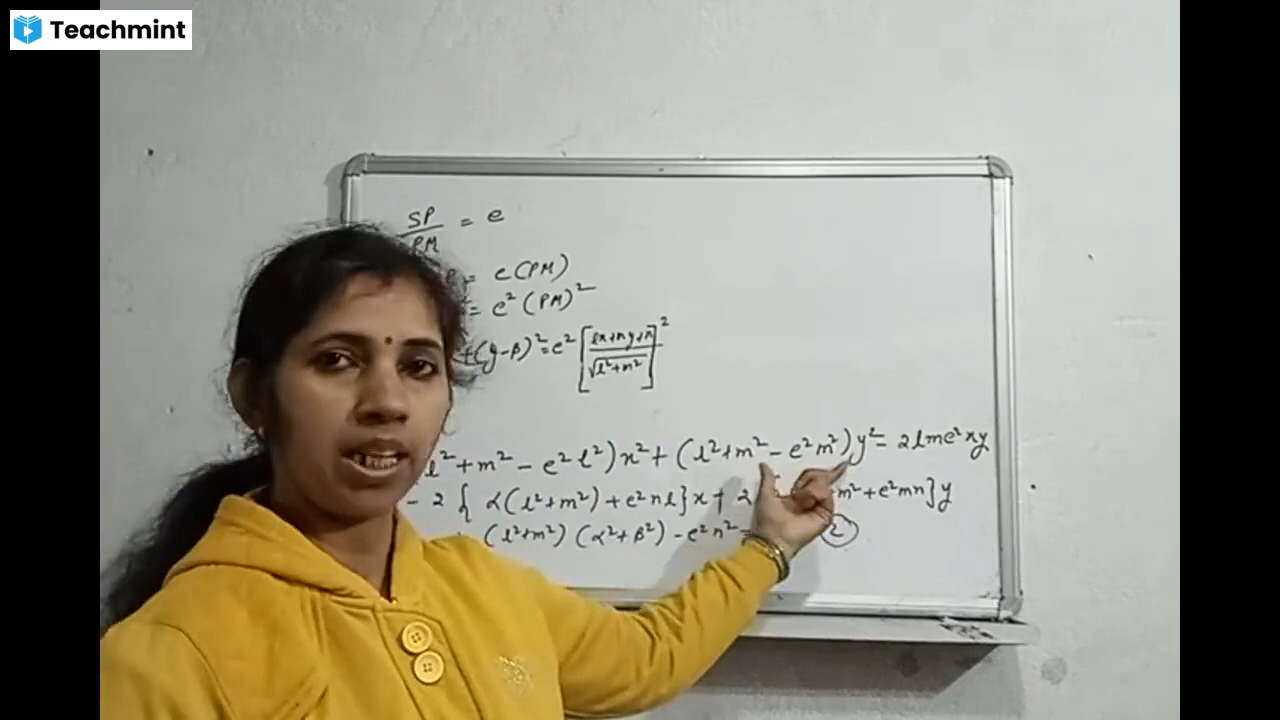 Teachmint
SP/PM = e
= e(PM)
= e² (PM)²
+(y-β)² = e² [lx+my+n/√l²+m²]²
l²+m² - e²l²)x² + (l²+m² - e²m²)y² = 2lme²xy
- 2 { α(l²+m²) + e²nl}x + 2 m² + e²mn}y
(l²+m²) (α²+β²) - e²n² =